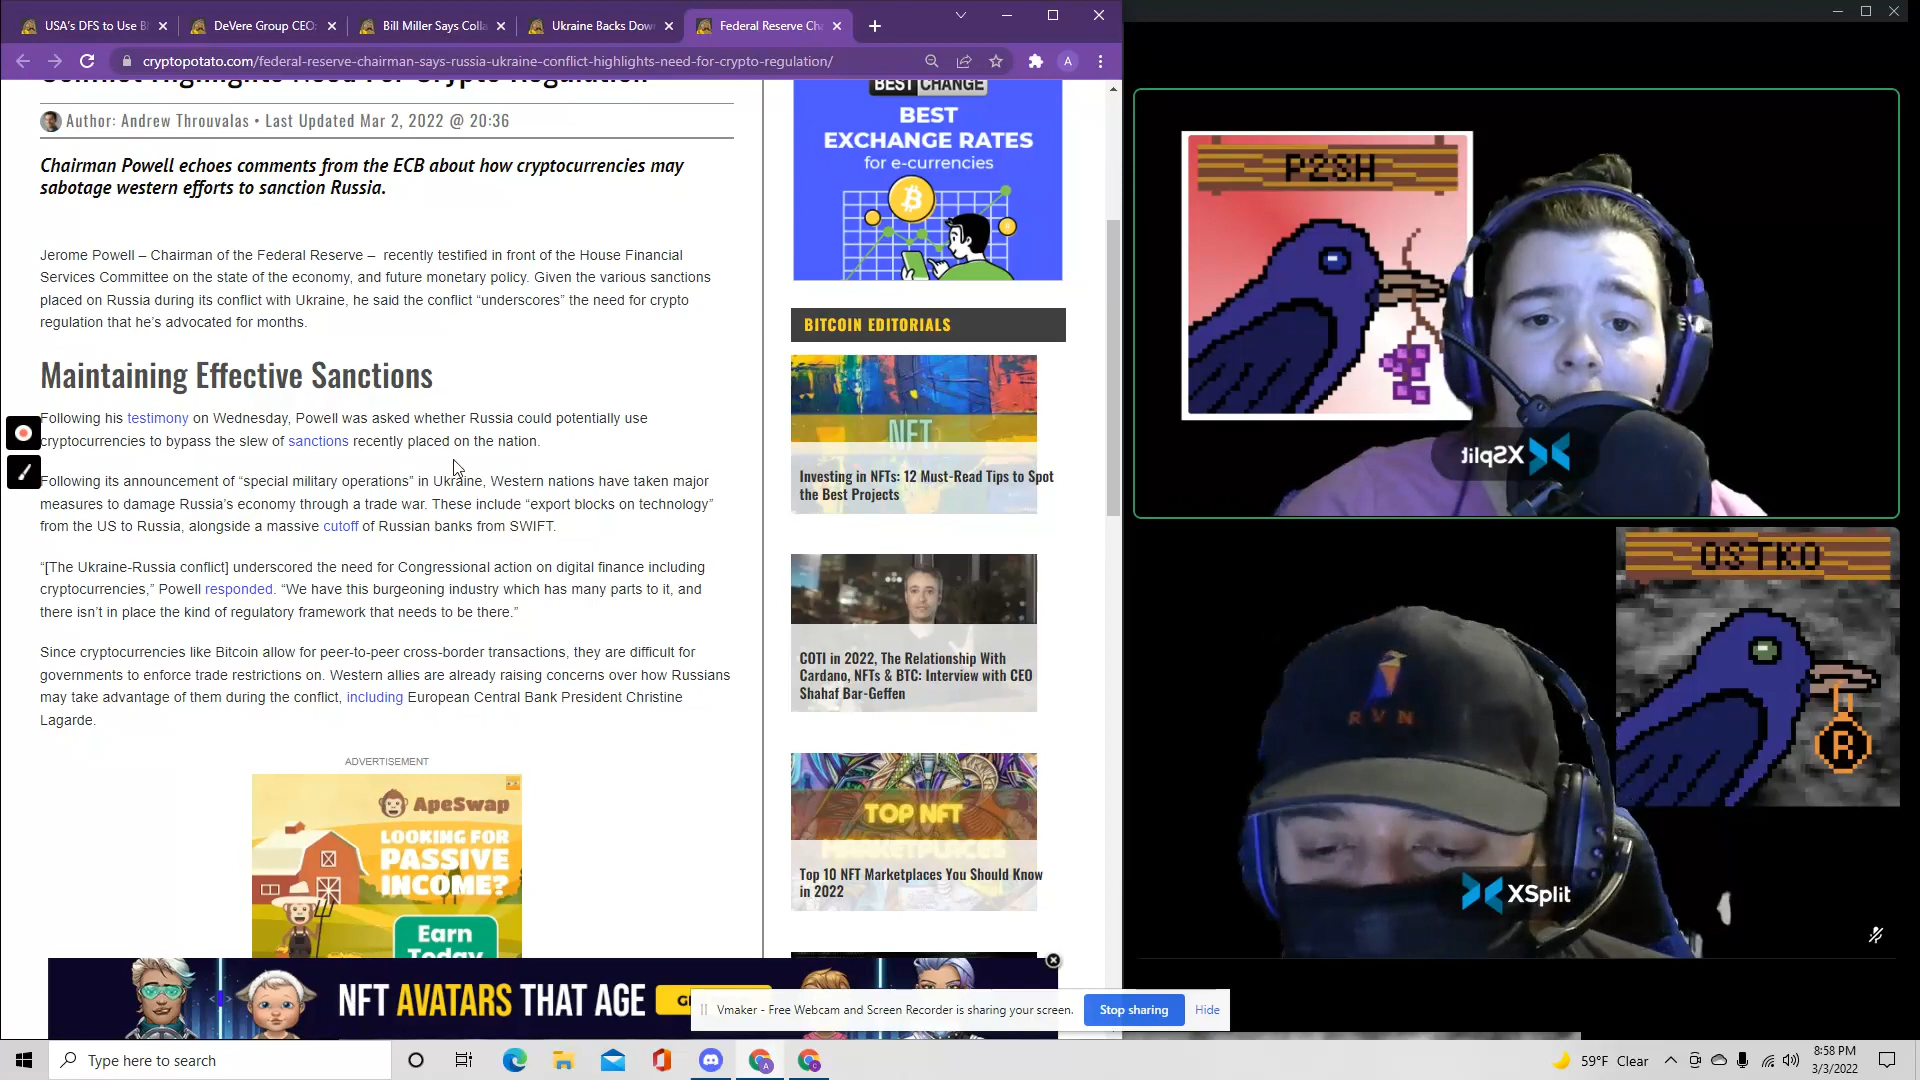 USA's DFS to Use B
DeVere Group CEO:
Bill Miller Says Colla
Ukraine Backs Dow
Federal Reserve Ch
cryptopotato.com/federal-reserve-chairman-says-russia-ukraine-conflict-highlights-need-for-crypto-regulation/
A
Conflict Highlights Need For Crypto Regulation
Author: Andrew Throuvalas • Last Updated Mar 2, 2022 @ 20:36
Chairman Powell echoes comments from the ECB about how cryptocurrencies may
sabotage western efforts to sanction Russia.
Jerome Powell – Chairman of the Federal Reserve – recently testified in front of the House Financial
Services Committee on the state of the economy, and future monetary policy. Given the various sanctions
placed on Russia during its conflict with Ukraine, he said the conflict “underscores” the need for crypto
regulation that he’s advocated for months.
Maintaining Effective Sanctions
Following his testimony on Wednesday, Powell was asked whether Russia could potentially use
cryptocurrencies to bypass the slew of sanctions recently placed on the nation.
Following its announcement of “special military operations” in Ukraine, Western nations have taken major
measures to damage Russia’s economy through a trade war. These include “export blocks on technology”
from the US to Russia, alongside a massive cutoff of Russian banks from SWIFT.
“[The Ukraine-Russia conflict] underscored the need for Congressional action on digital finance including
cryptocurrencies,” Powell responded. “We have this burgeoning industry which has many parts to it, and
there isn’t in place the kind of regulatory framework that needs to be there.”
Since cryptocurrencies like Bitcoin allow for peer-to-peer cross-border transactions, they are difficult for
governments to enforce trade restrictions on. Western allies are already raising concerns over how Russians
may take advantage of them during the conflict, including European Central Bank President Christine
Lagarde.
ADVERTISEMENT
ApeSwap
LOOKING FOR
PASSIVE
INCOME?
Earn
Today
BEST CHANGE
BEST
EXCHANGE RATES
for e-currencies
BITCOIN EDITORIALS
NFT
Investing in NFTs: 12 Must-Read Tips to Spot
the Best Projects
COTI in 2022, The Relationship With
Cardano, NFTs & BTC: Interview with CEO
Shahaf Bar-Geffen
TOP NFT
MARKETPLACES
Top 10 NFT Marketplaces You Should Know
in 2022
NFT AVATARS THAT AGE
Vmaker - Free Webcam and Screen Recorder is sharing your screen.
Stop sharing
Hide
P2SH
XSplit
OSTKO
R
RVN
XSplit
Type here to search
59°F Clear
8:58 PM
3/3/2022